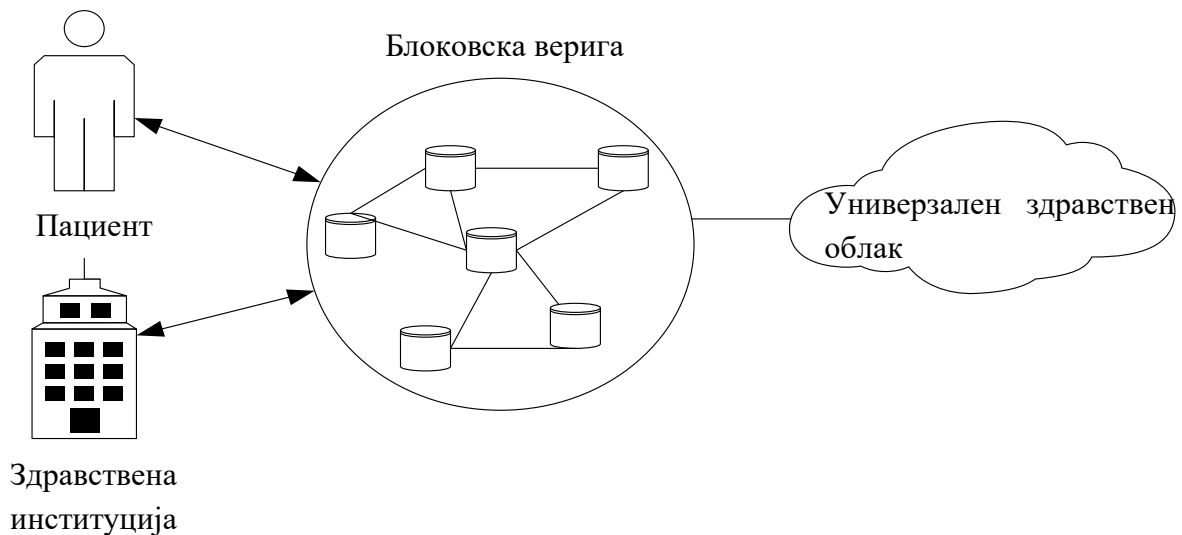 Блоковска верига
Пациент
Универзален здравствен
облак
Здравствена
институција